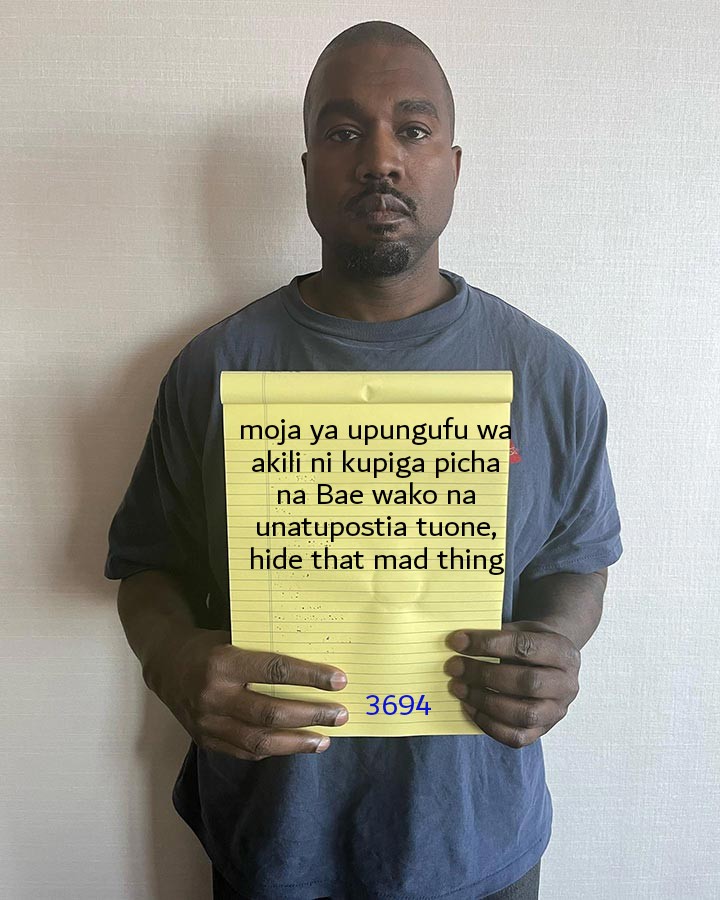 moja ya upungufu wa
akili ni kupiga picha
na Bae wako na
unatupostia tuone,
hide that mad thing
3694